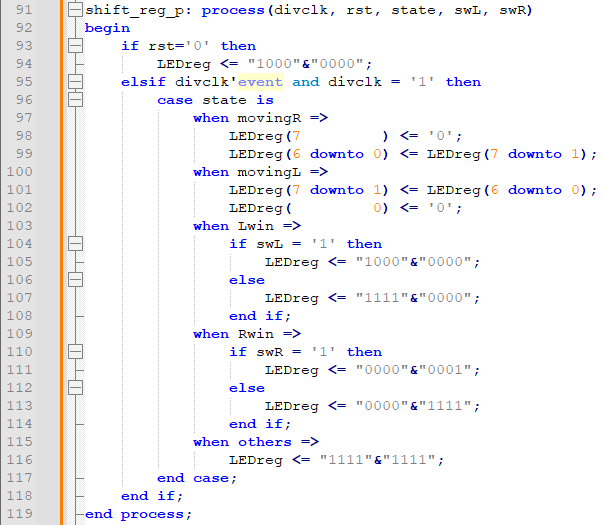 91 shift_reg_p: process(divclk, rst, state, swL, swR)
92 begin
93     if rst='0' then
94         LEDreg <= "1000"&"0000";
95     elsif divclk'event and divclk = '1' then
96         case state is
97             when movingR =>
98                 LEDreg(7         ) <= '0';
99                 LEDreg(6 downto 0) <= LEDreg(7 downto 1);
100             when movingL =>
101                 LEDreg(7 downto 1) <= LEDreg(6 downto 0);
102                 LEDreg(         0) <= '0';
103             when Lwin =>
104                 if swL = '1' then
105                     LEDreg <= "1000"&"0000";
106                 else
107                     LEDreg <= "1111"&"0000";
108                 end if;
109             when Rwin =>
110                 if swR = '1' then
111                     LEDreg <= "0000"&"0001";
112                 else
113                     LEDreg <= "0000"&"1111";
114                 end if;
115             when others =>
116                 LEDreg <= "1111"&"1111";
117         end case;
118     end if;
119 end process;